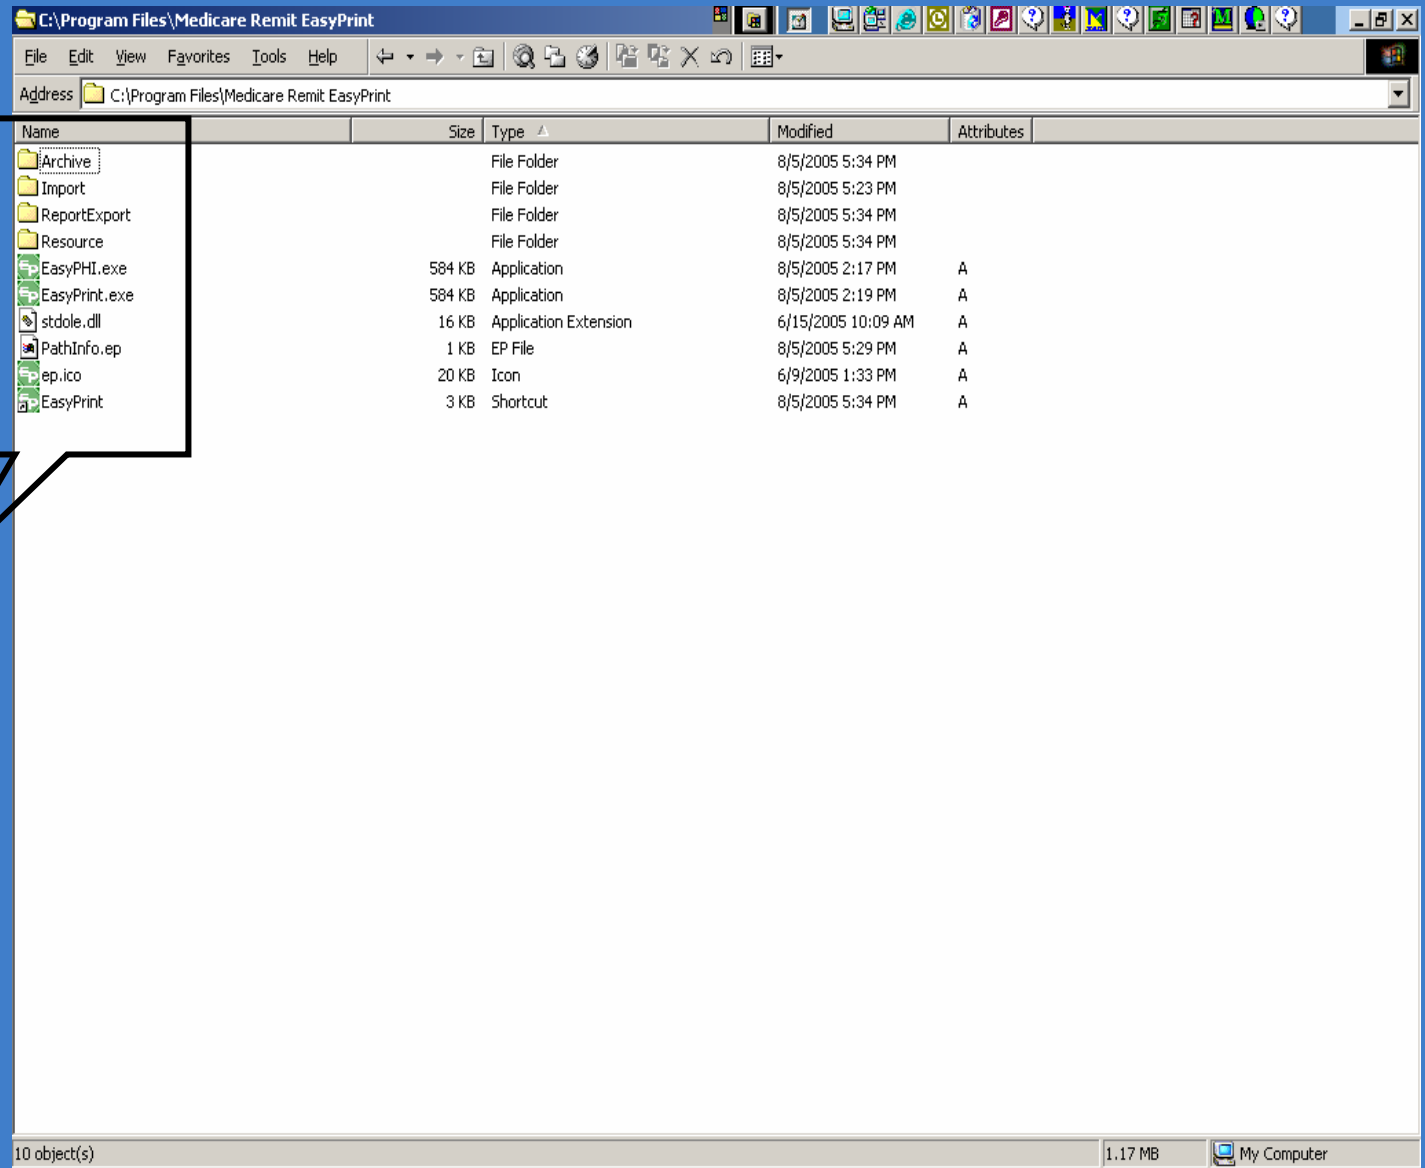 C:\Program Files\Medicare Remit EasyPrint
File Edit View Favorites Tools Help
Address C:\Program Files\Medicare Remit EasyPrint
Name Size Type Modified Attributes
Archive File Folder 8/5/2005 5:34 PM
Import File Folder 8/5/2005 5:23 PM
ReportExport File Folder 8/5/2005 5:34 PM
Resource File Folder 8/5/2005 5:34 PM
EasyPHI.exe 584 KB Application 8/5/2005 2:17 PM A
EasyPrint.exe 584 KB Application 8/5/2005 2:19 PM A
stdole.dll 16 KB Application Extension 6/15/2005 10:09 AM A
PathInfo.ep 1 KB EP File 8/5/2005 5:29 PM A
ep.ico 20 KB Icon 6/9/2005 1:33 PM A
EasyPrint 3 KB Shortcut 8/5/2005 5:34 PM A
10 object(s) 1.17 MB My Computer